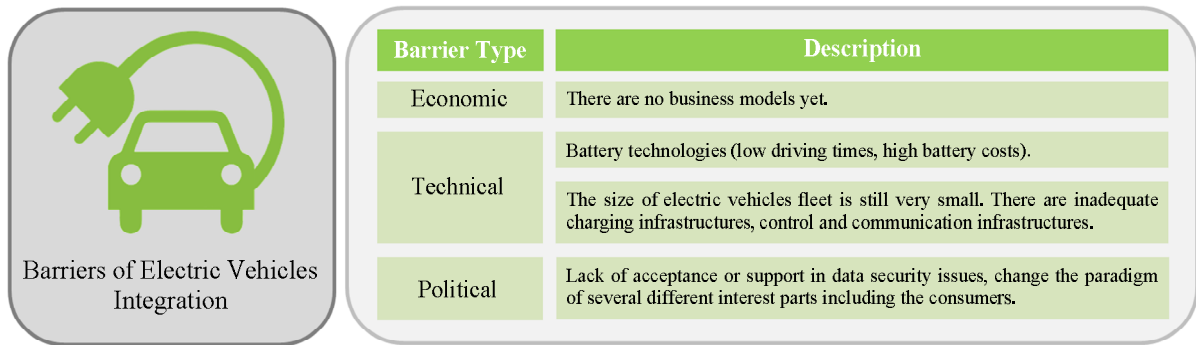 Barriers of Electric Vehicles
Integration
Barrier Type
Description
Economic
There are no business models yet.
Technical
Battery technologies (low driving times, high battery costs).
The size of electric vehicles fleet is still very small. There are inadequate
charging infrastructures, control and communication infrastructures.
Political
Lack of acceptance or support in data security issues, change the paradigm
of several different interest parts including the consumers.